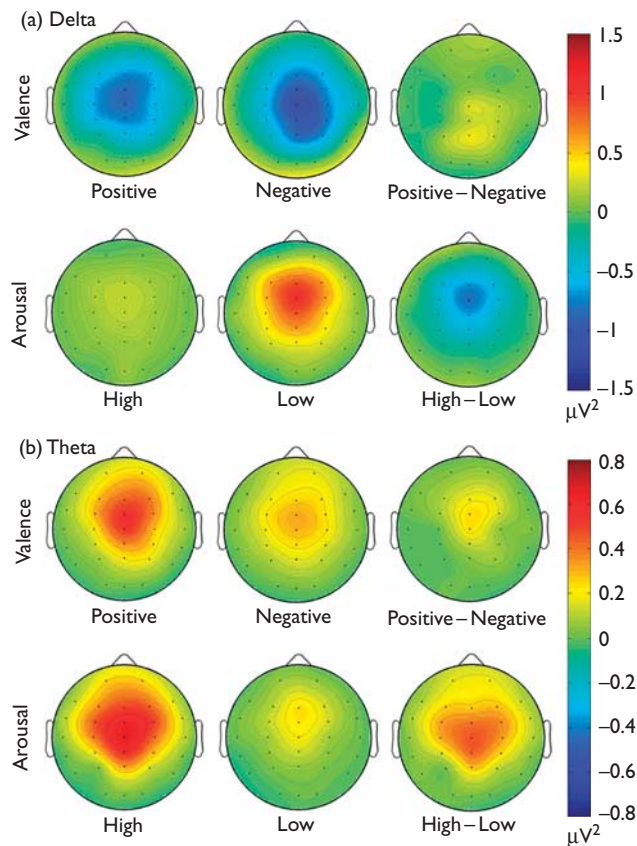 (a) Delta
Valence
Positive
Negative
Positive – Negative
Arousal
High
Low
High – Low
1.5
1
0.5
0
−0.5
−1
−1.5
μV²
(b) Theta
Valence
Positive
Negative
Positive – Negative
Arousal
High
Low
High – Low
0.8
0.6
0.4
0.2
0
−0.2
−0.4
−0.6
−0.8
μV²